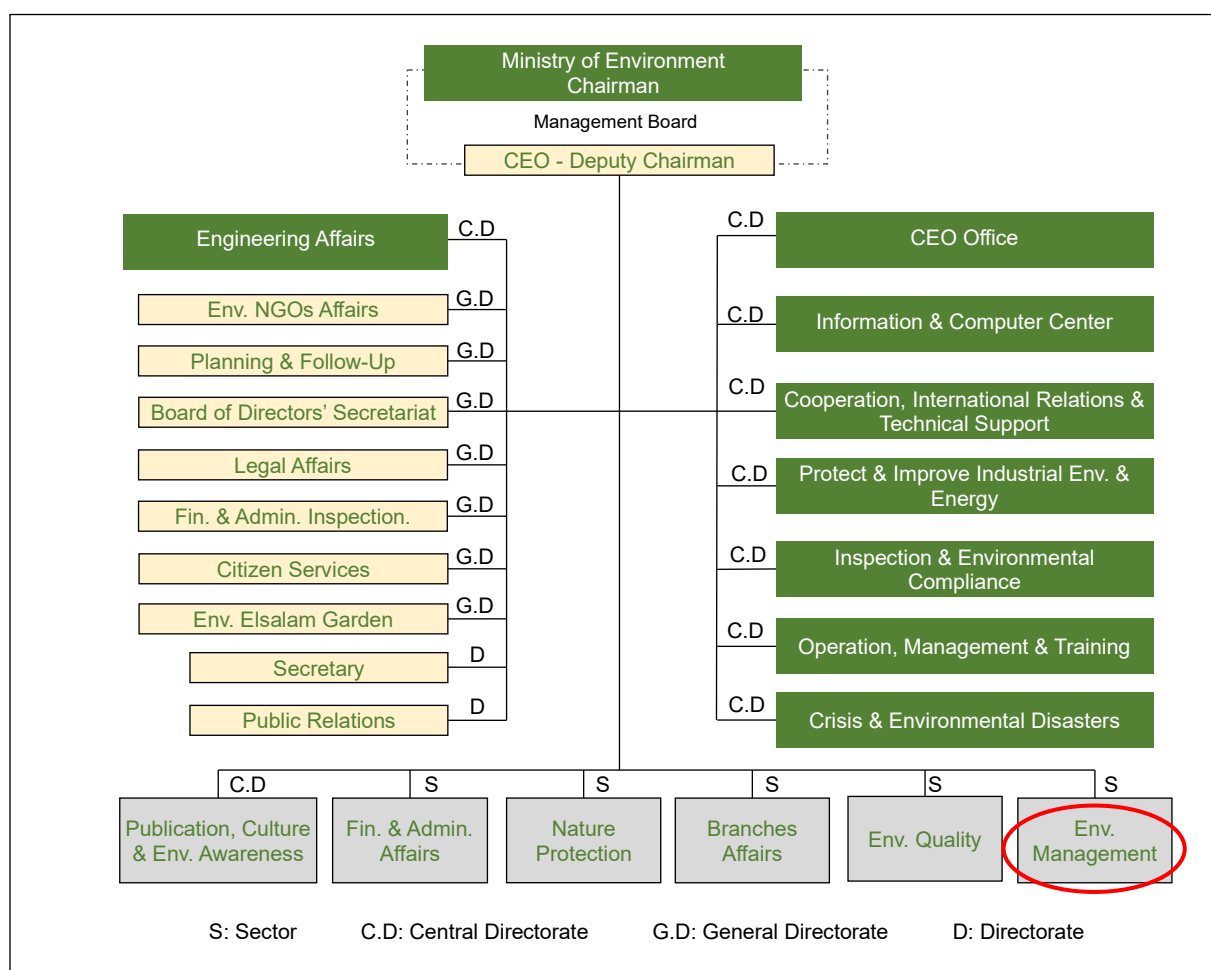 Ministry of Environment
Chairman
Management Board
CEO - Deputy Chairman
Engineering Affairs
C.D
Env. NGOs Affairs
G.D
Planning & Follow-Up
G.D
Board of Directors’ Secretariat
G.D
Legal Affairs
G.D
Fin. & Admin. Inspection.
G.D
Citizen Services
G.D
Env. Elsalam Garden
G.D
Secretary
D
Public Relations
D
C.D
CEO Office
C.D
Information & Computer Center
C.D
Cooperation, International Relations &
Technical Support
C.D
Protect & Improve Industrial Env. &
Energy
C.D
Inspection & Environmental
Compliance
C.D
Operation, Management & Training
C.D
Crisis & Environmental Disasters
C.D
Publication, Culture
& Env. Awareness
S
Fin. & Admin.
Affairs
S
Nature
Protection
S
Branches
Affairs
S
Env. Quality
S
Env.
Management
S: Sector
C.D: Central Directorate
G.D: General Directorate
D: Directorate